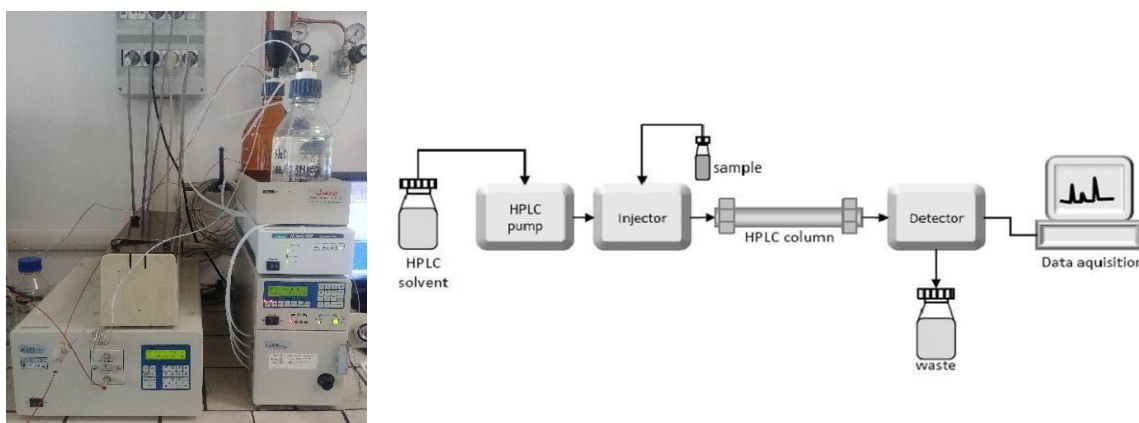 sample
HPLC
pump
Injector
HPLC column
Detector
HPLC
solvent
Data aquisition
waste